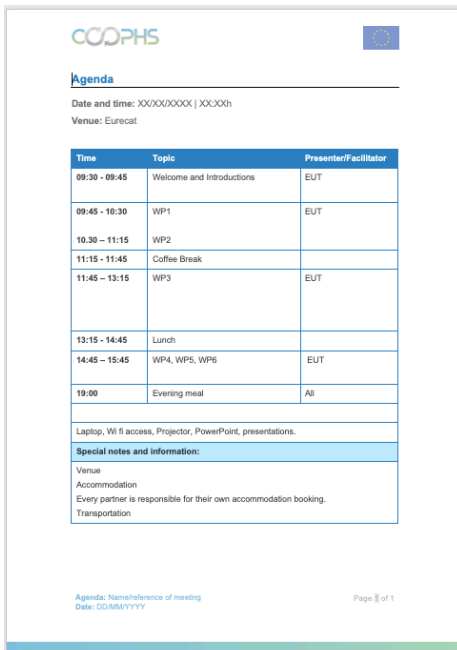 COOPHS
Agenda
Date and time: XX/XX/XXXX | XX:XXh
Venue: Eurecat
Time Topic Presenter/Facilitator
09:30 - 09:45 Welcome and Introductions EUT
09:45 - 10:30 WP1 EUT
10.30 – 11:15 WP2
11:15 - 11:45 Coffee Break
11:45 – 13:15 WP3 EUT
13:15 - 14:45 Lunch
14:45 – 15:45 WP4, WP5, WP6 EUT
19:00 Evening meal All
Laptop, Wi fi access, Projector, PowerPoint, presentations.
Special notes and information:
Venue
Accommodation
Every partner is responsible for their own accommodation booking.
Transportation
Agenda: Name/reference of meeting Page 1 of 1
Date: DD/MM/YYYY